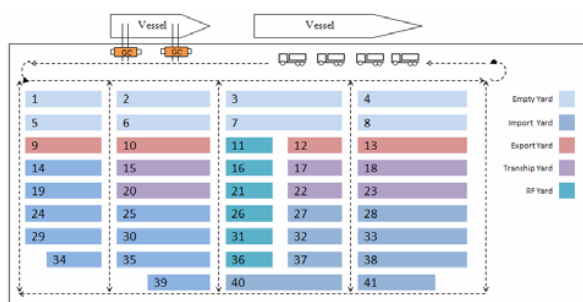 Vessel Vessel
GC GC
1 2 3 4 Empty Yard
5 6 7 8 Import Yard
9 10 11 12 13 Export Yard
14 15 16 17 18 Tranship Yard
19 20 21 22 23 RF Yard
24 25 26 27 28
29 30 31 32 33
34 35 36 37 38
39 40 41